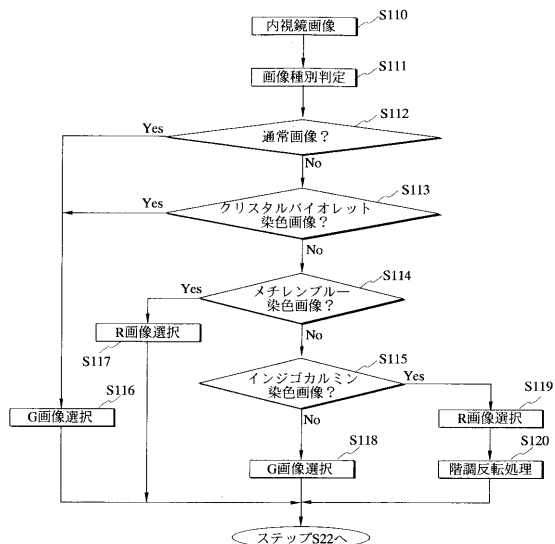 内視鏡画像
S110
画像種別判定
S111
S112
通常画像？
Yes
No
S113
クリスタルバイオレット
染色画像？
Yes
No
S114
メチレンブルー
染色画像？
Yes
No
R画像選択
S117
S115
インジゴカルミン
染色画像？
Yes
No
S116
G画像選択
S118
G画像選択
S119
R画像選択
S120
階調反転処理
ステップS22へ